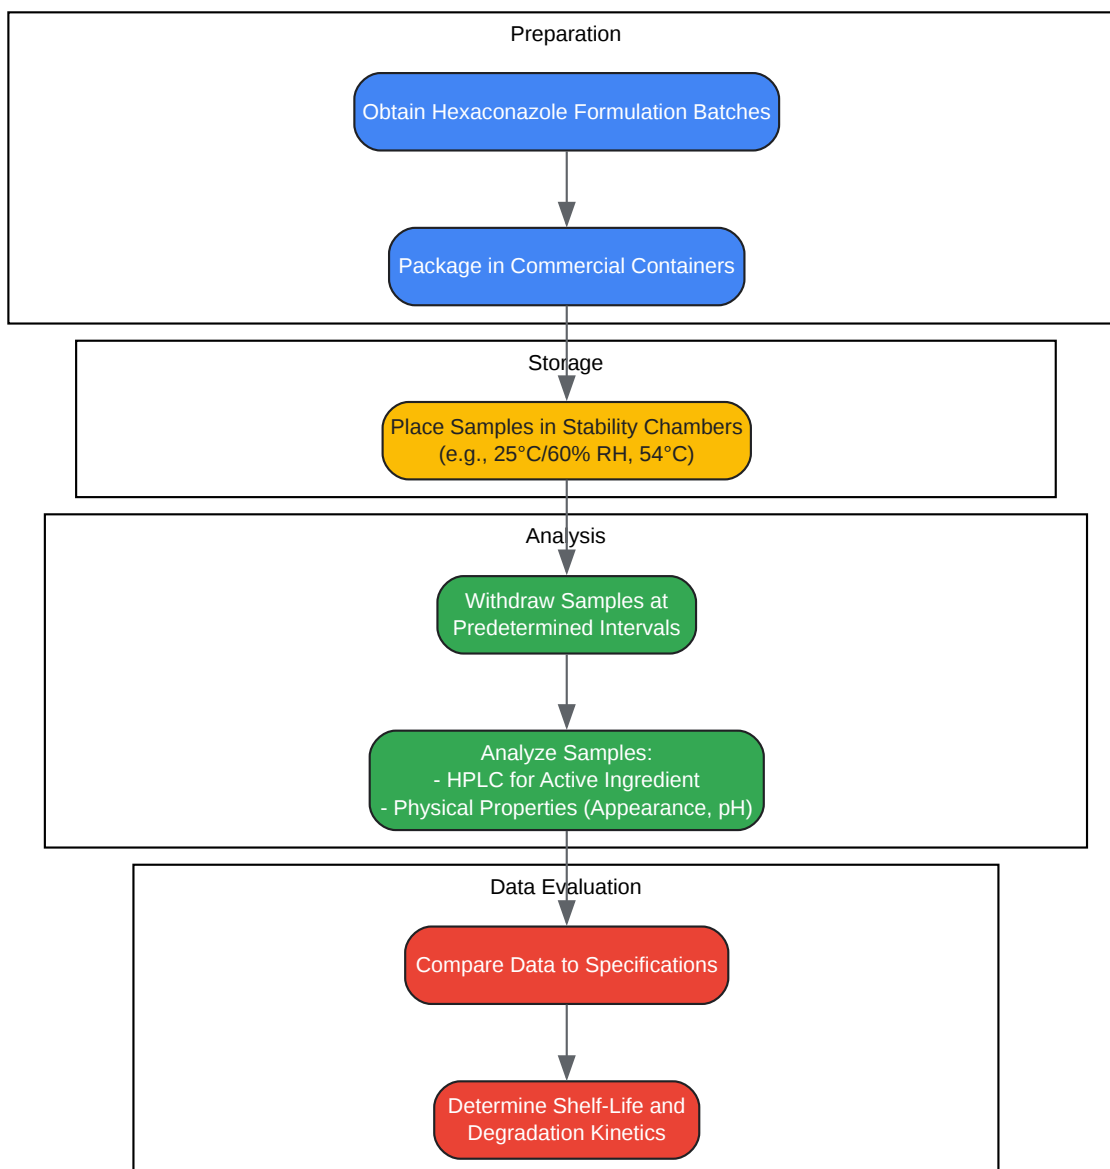 Preparation
Obtain Hexaconazole Formulation Batches
Package in Commercial Containers
Storage
Place Samples in Stability Chambers
(e.g., 25°C/60% RH, 54°C)
Analysis
Withdraw Samples at
Predetermined Intervals
Analyze Samples:
- HPLC for Active Ingredient
- Physical Properties (Appearance, pH)
Data Evaluation
Compare Data to Specifications
Determine Shelf-Life and
Degradation Kinetics